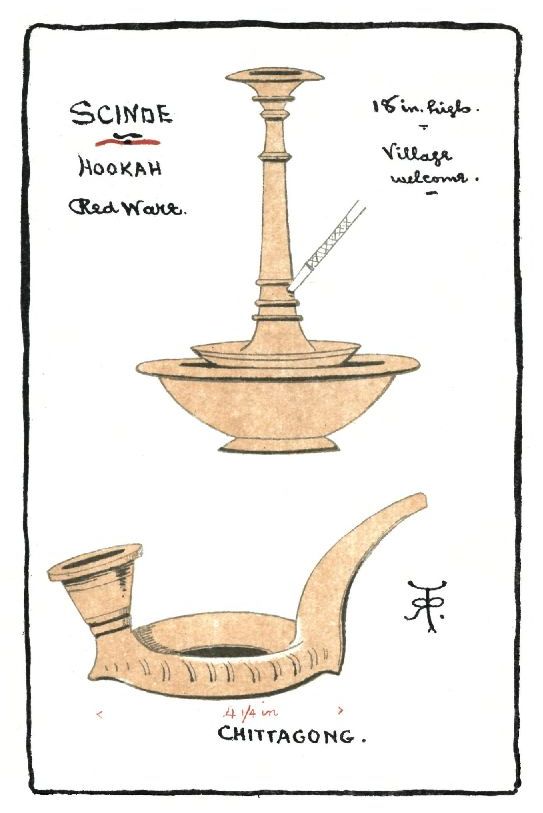 SCINDE
HOOKAH
Red Ware.
18 in. high.
Village
welcome.
4 1/4 in
CHITTAGONG.